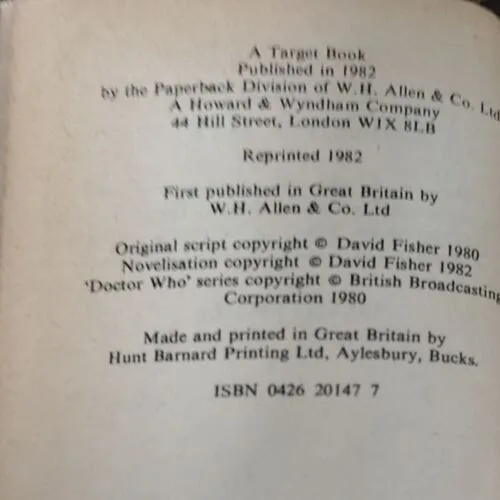 A Target Book
Published in 1982
by the Paperback Division of W.H. Allen & Co. Ltd
A Howard & Wyndham Company
44 Hill Street, London W1X 8LB
Reprinted 1982
First published in Great Britain by
W.H. Allen & Co. Ltd
Original script copyright © David Fisher 1980
Novelisation copyright © David Fisher 1982
'Doctor Who' series copyright © British Broadcasting
Corporation 1980
Made and printed in Great Britain by
Hunt Barnard Printing Ltd, Aylesbury, Bucks.
ISBN 0426 20147 7